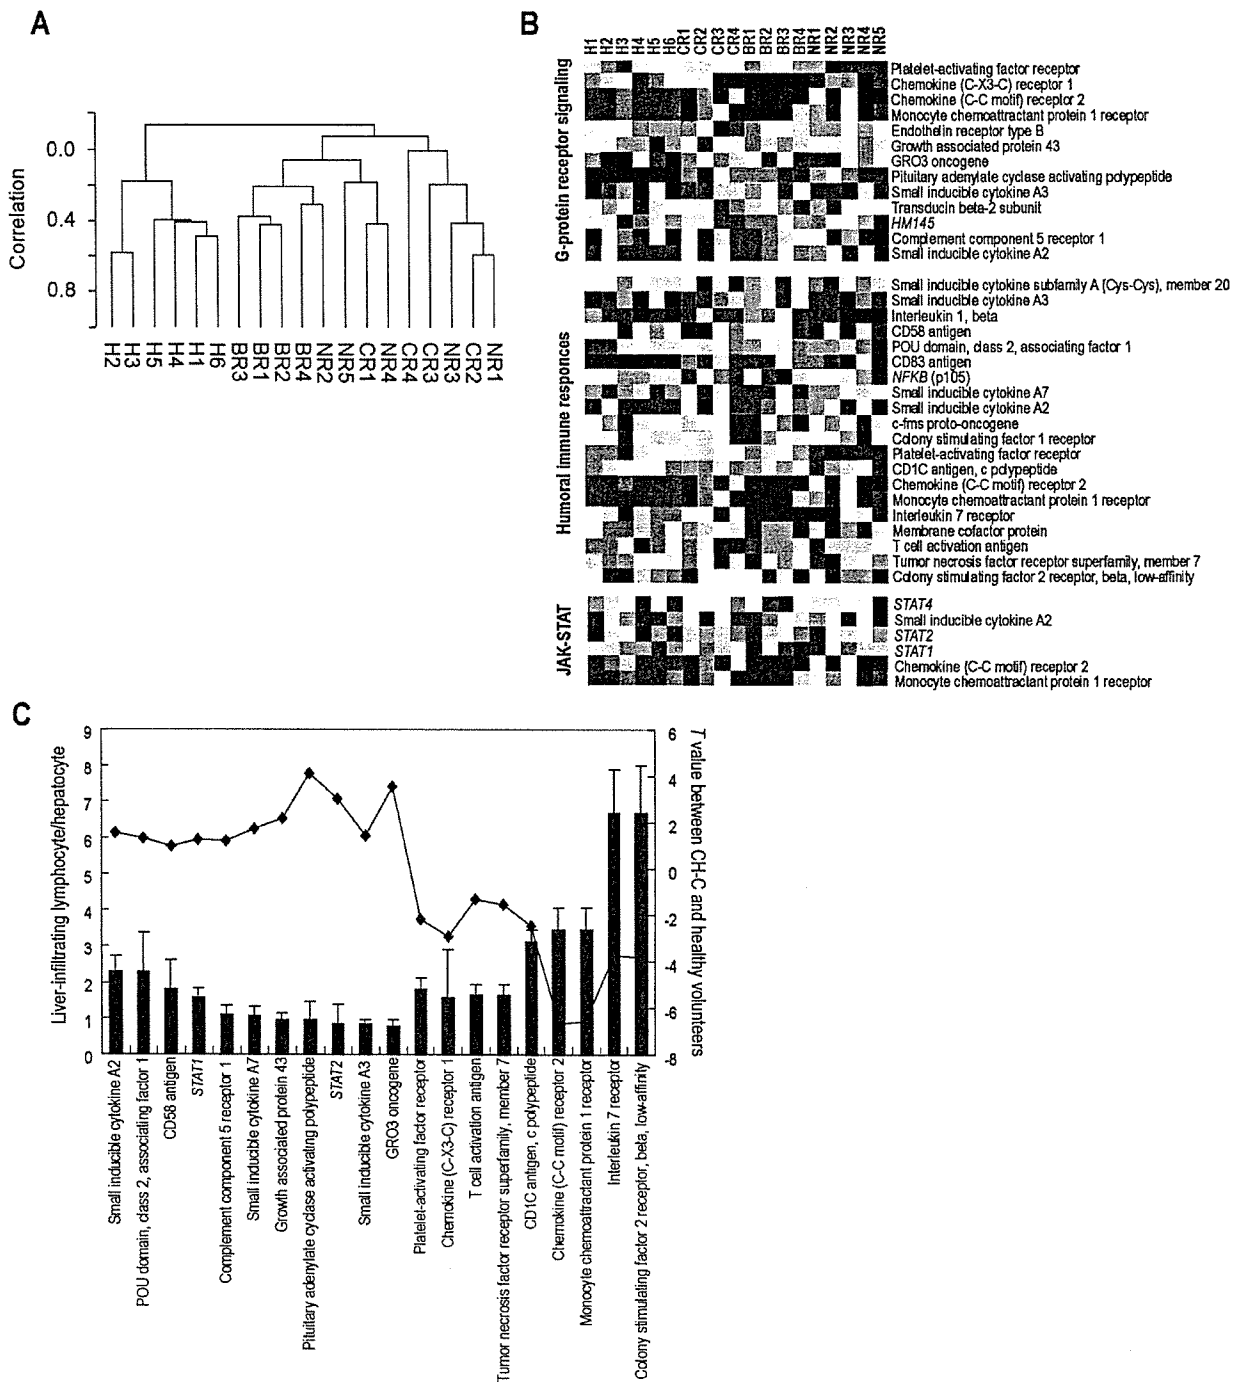 A
Correlation
0.0
0.4
0.8
H2 H3 H5 H4 H1 H6 BR3 BR1 BR2 BR4 NR2 NR5 CR1 NR4 CR4 CR3 NR3 CR2 NR1
B
H1 H2 H3 H4 H5 H6 CR1 CR2 CR3 CR4 BR1 BR2 BR3 BR4 NR1 NR2 NR3 NR4 NR5
G-protein receptor signaling
Platelet-activating factor receptor
Chemokine (C-X3-C) receptor 1
Chemokine (C-C motif) receptor 2
Monocyte chemoattractant protein 1 receptor
Endothelin receptor type B
Growth associated protein 43
GRO3 oncogene
Pituitary adenylate cyclase activating polypeptide
Small inducible cytokine A3
Transducin beta-2 subunit
HM145
Complement component 5 receptor 1
Small inducible cytokine A2
Humoral immune responces
Small inducible cytokine subfamily A (Cys-Cys), member 20
Small inducible cytokine A3
Interleukin 1, beta
CD58 antigen
POU domain, class 2, associating factor 1
CD83 antigen
NFKB (p105)
Small inducible cytokine A7
Small inducible cytokine A2
c-fms proto-oncogene
Colony stimulating factor 1 receptor
Platelet-activating factor receptor
CD1C antigen, c polypeptide
Chemokine (C-C motif) receptor 2
Monocyte chemoattractant protein 1 receptor
Interleukin 7 receptor
Membrane cofactor protein
T cell activation antigen
Tumor necrosis factor receptor superfamily, member 7
Colony stimulating factor 2 receptor, beta, low-affinity
JAK-STAT
STAT4
Small inducible cytokine A2
STAT2
STAT1
Chemokine (C-C motif) receptor 2
Monocyte chemoattractant protein 1 receptor
C
Liver-infiltrating lymphocyte/hepatocyte
9
8
7
6
5
4
3
2
1
0
6
4
2
0
-2
-4
-6
-8
T value between CH-C and healthy volunteers
Small inducible cytokine A2
POU domain, class 2, associating factor 1
CD58 antigen
STAT1
Complement component 5 receptor 1
Small inducible cytokine A7
Growth associated protein 43
Pituitary adenylate cyclase activating polypeptide
STAT2
Small inducible cytokine A3
GRO3 oncogene
Platelet-activating factor receptor
Chemokine (C-X3-C) receptor 1
T cell activation antigen
Tumor necrosis factor receptor superfamily, member 7
CD1C antigen, c polypeptide
Chemokine (C-C motif) receptor 2
Monocyte chemoattractant protein 1 receptor
Interleukin 7 receptor
Colony stimulating factor 2 receptor, beta, low-affinity